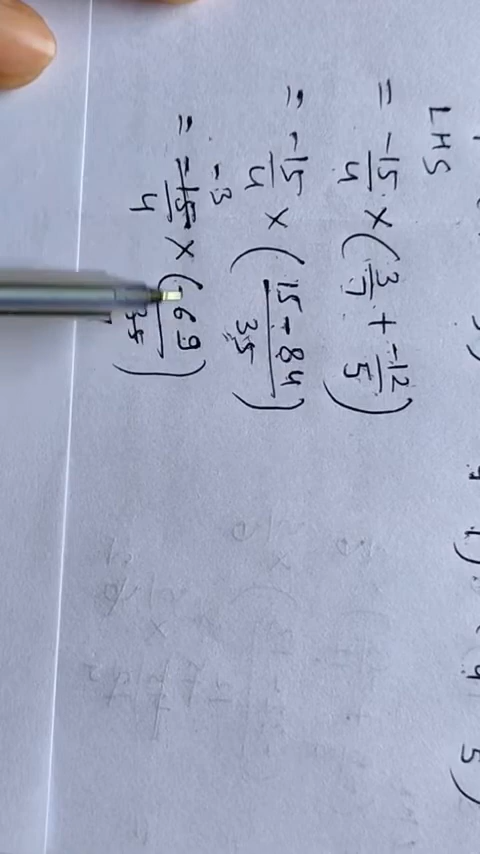 LHS
= -15/4 × (3/7 + -12/5)
= -15/4 × (15-84/35)
-3
= -15/4 × (-69/35)